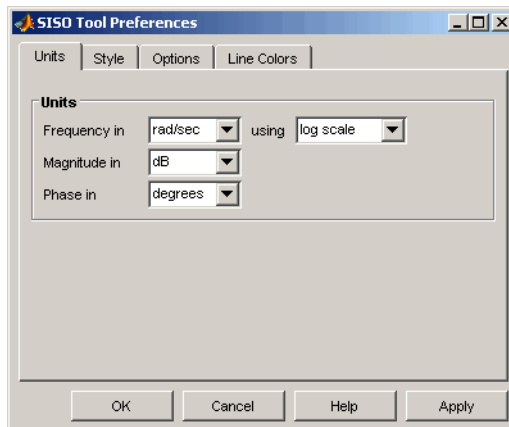 SISO Tool Preferences
Units Style Options Line Colors
Units
Frequency in rad/sec using log scale
Magnitude in dB
Phase in degrees
OK Cancel Help Apply